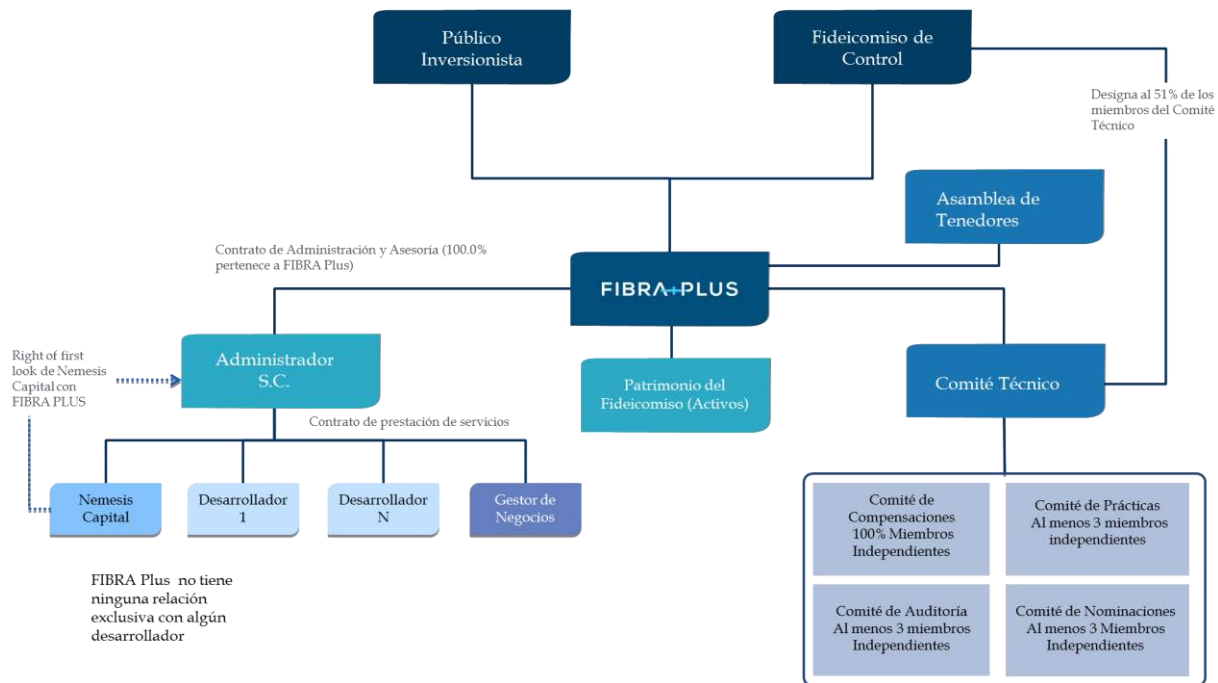 Público
Inversionista
Fideicomiso de
Control
Designa al 51% de los
miembros del Comité
Técnico
Asamblea de
Tenedores
Contrato de Administración y Asesoría (100.0%
pertenece a FIBRA Plus)
FIBRA+PLUS
Right of first
look de Nemesis
Capital con
FIBRA PLUS
Administrador
S.C.
Patrimonio del
Fideicomiso (Activos)
Comité Técnico
Contrato de prestación de servicios
Nemesis
Capital
Desarrollador
1
Desarrollador
N
Gestor de
Negocios
Comité de
Compensaciones
100% Miembros
Independientes
Comité de Prácticas
Al menos 3 miembros
independientes
FIBRA Plus no tiene
ninguna relación
exclusiva con algún
desarrollador
Comité de Auditoría
Al menos 3 miembros
Independientes
Comité de Nominaciones
Al menos 3 Miembros
Independientes